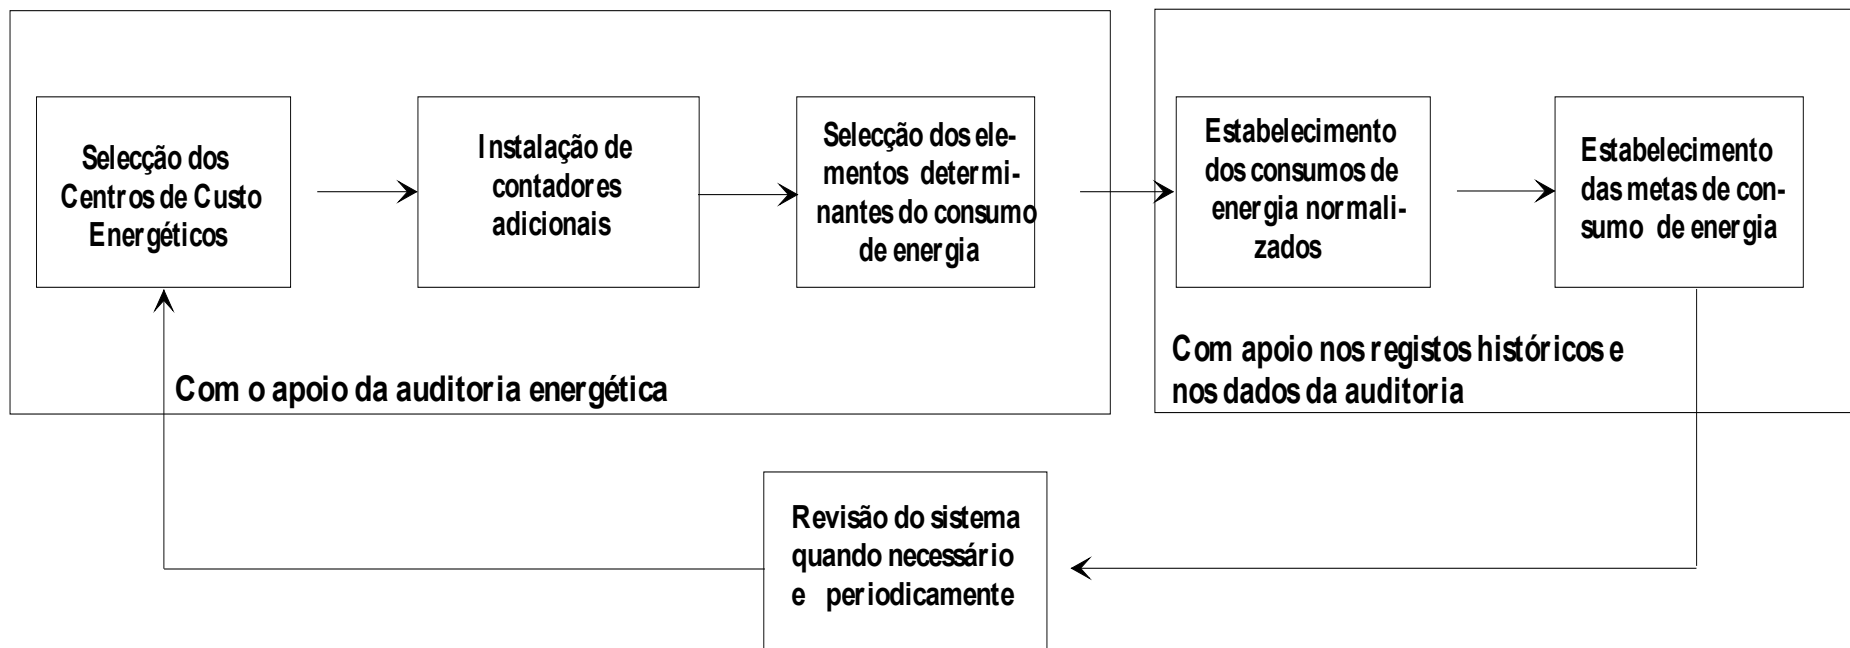 Selecção dos
Centros de Custo
Energéticos
Instalação de
contadores
adicionais
Selecção dos ele-
mentos determi-
nantes do consumo
de energia
Estabelecimento
dos consumos de
energia normali-
zados
Estabelecimento
das metas de con-
sumo de energia
Com o apoio da auditoria energética
Com apoio nos registos históricos e
nos dados da auditoria
Revisão do sistema
quando necessário
e periodicamente